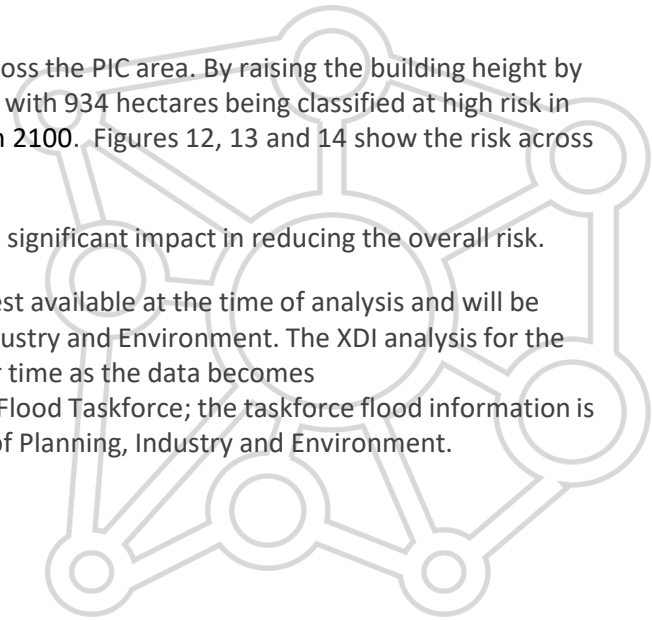 oss the PIC area. By raising the building height by
with 934 hectares being classified at high risk in
n 2100. Figures 12, 13 and 14 show the risk across
significant impact in reducing the overall risk.
est available at the time of analysis and will be
ustry and Environment. The XDI analysis for the
r time as the data becomes
Flood Taskforce; the taskforce flood information is
of Planning, Industry and Environment.